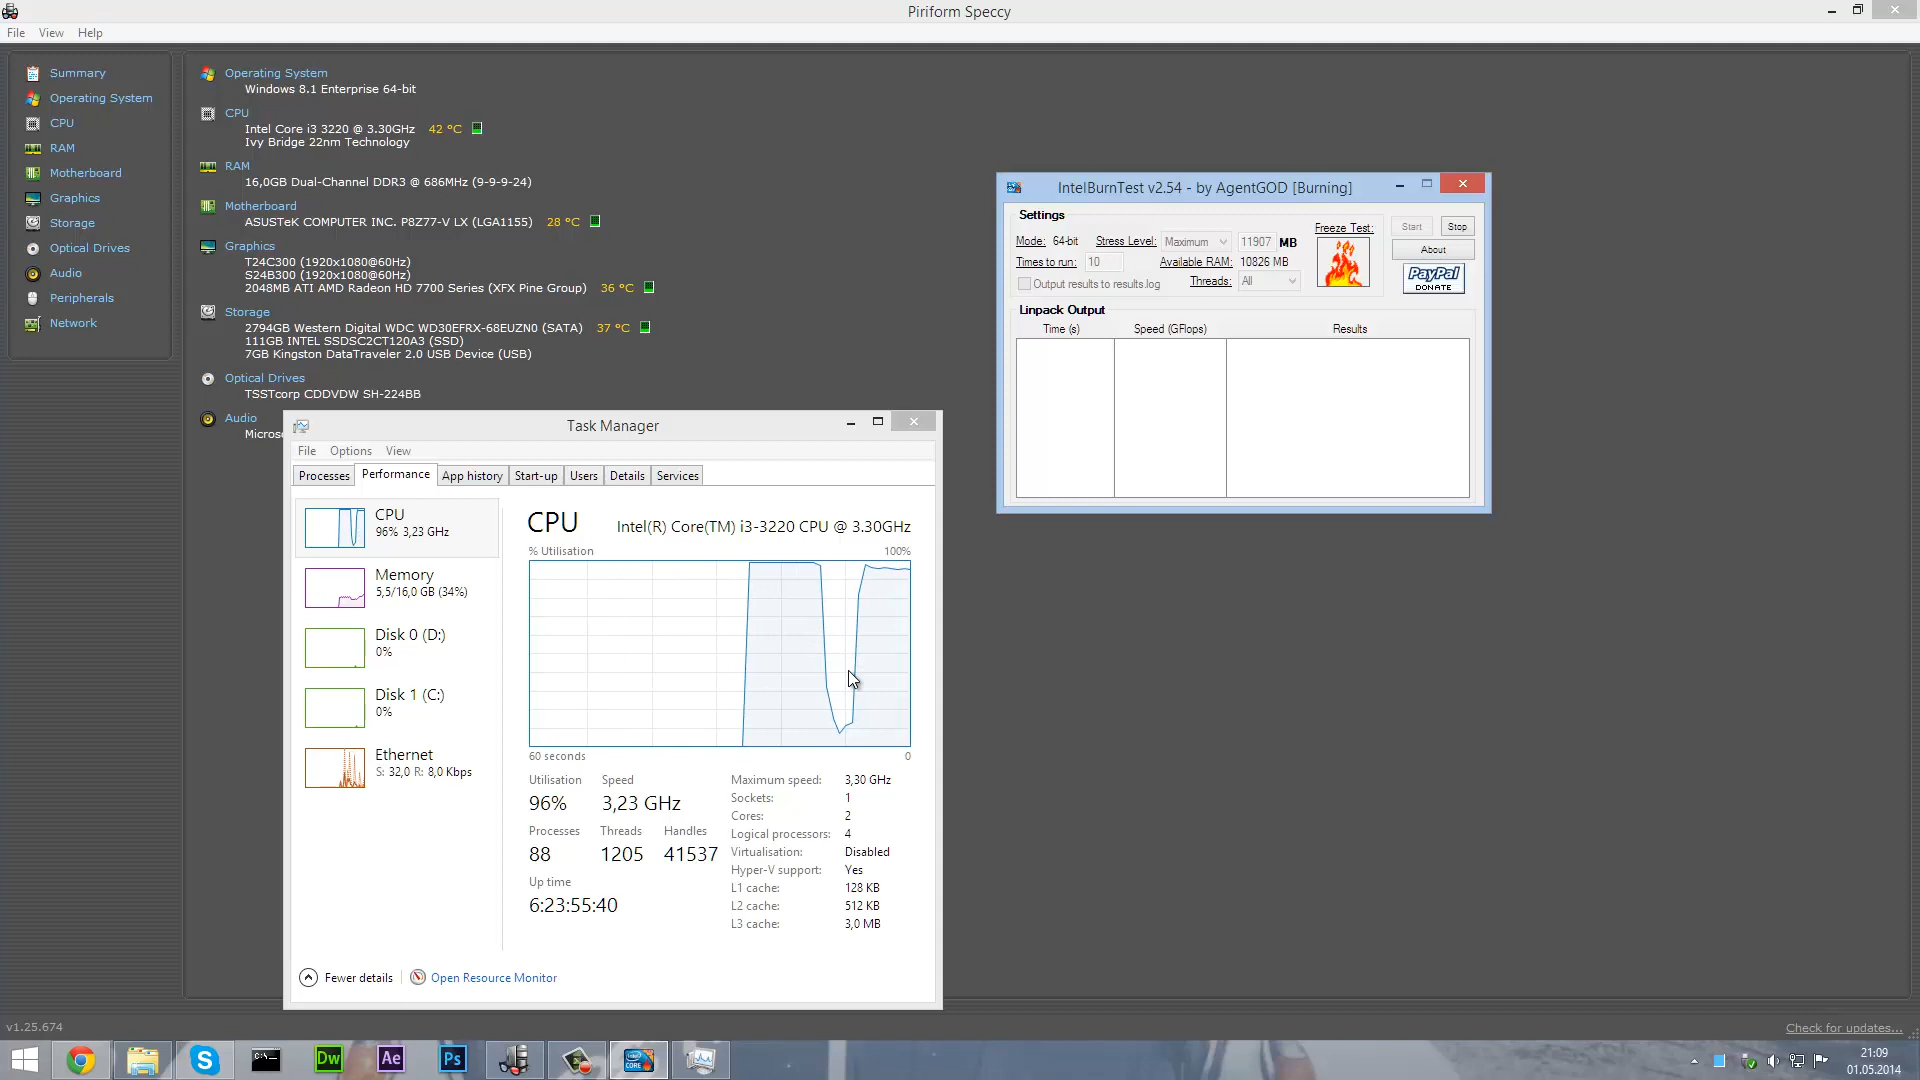 Piriform Speccy
File View Help
Summary
Operating System
CPU
RAM
Motherboard
Graphics
Storage
Optical Drives
Audio
Peripherals
Network
Operating System
Windows 8.1 Enterprise 64-bit
CPU
Intel Core i3 3220 @ 3.30GHz 42 °C
Ivy Bridge 22nm Technology
RAM
16,0GB Dual-Channel DDR3 @ 686MHz (9-9-9-24)
Motherboard
ASUSTeK COMPUTER INC. P8Z77-V LX (LGA1155) 28 °C
Graphics
T24C300 (1920x1080@60Hz)
S24B300 (1920x1080@60Hz)
2048MB ATI AMD Radeon HD 7700 Series (XFX Pine Group) 36 °C
Storage
2794GB Western Digital WDC WD30EFRX-68EUZN0 (SATA) 37 °C
111GB INTEL SSDSC2CT120A3 (SSD)
7GB Kingston DataTraveler 2.0 USB Device (USB)
Optical Drives
TSSTcorp CDDVDW SH-224BB
Audio
Micros
IntelBurnTest v2.54 - by AgentGOD [Burning]
Settings
Mode: 64-bit Stress Level: Maximum 11907 MB
Times to run: 10 Available RAM: 10826 MB
Output results to results.log Threads: All
Freeze Test:
Start Stop
About
PayPal
DONATE
Linpack Output
Time (s) Speed (GFlops) Results
Task Manager
File Options View
Processes Performance App history Start-up Users Details Services
CPU
96% 3,23 GHz
Memory
5,5/16,0 GB (34%)
Disk 0 (D:)
0%
Disk 1 (C:)
0%
Ethernet
S: 32,0 R: 8,0 Kbps
CPU Intel(R) Core(TM) i3-3220 CPU @ 3.30GHz
% Utilisation 100%
60 seconds 0
Utilisation Speed
96% 3,23 GHz
Processes Threads Handles
88 1205 41537
Up time
6:23:55:40
Maximum speed: 3,30 GHz
Sockets: 1
Cores: 2
Logical processors: 4
Virtualisation: Disabled
Hyper-V support: Yes
L1 cache: 128 KB
L2 cache: 512 KB
L3 cache: 3,0 MB
Fewer details Open Resource Monitor
v1.25.674
Check for updates...
C:\. Dw Ae Ps CORE
21:09
01.05.2014